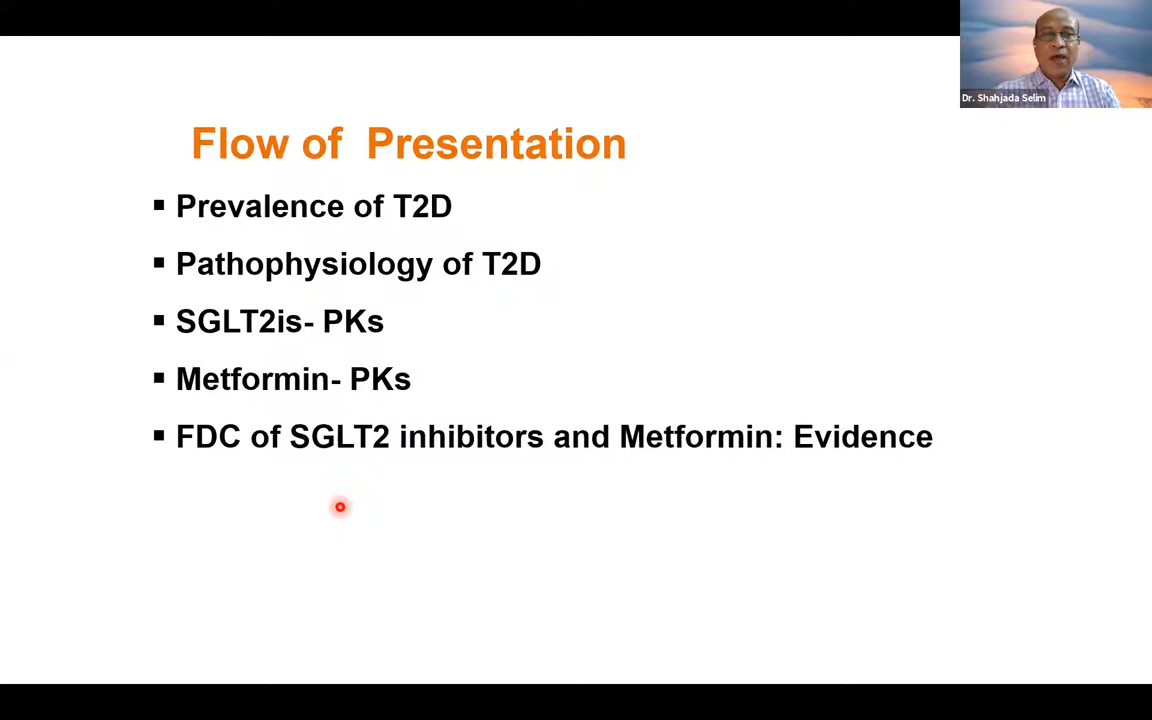 Dr. Shahjada Selim
Flow of Presentation
▪ Prevalence of T2D
▪ Pathophysiology of T2D
▪ SGLT2is- PKs
▪ Metformin- PKs
▪ FDC of SGLT2 inhibitors and Metformin: Evidence